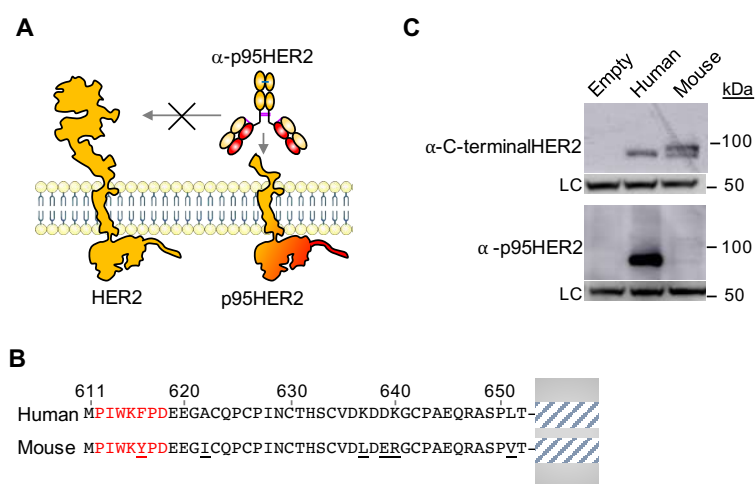 A
α-p95HER2
HER2
p95HER2
C
Empty
Human
Mouse
kDa
α-C-terminalHER2
100
LC
50
α -p95HER2
100
LC
50
B
611 620 630 640 650
Human MPIWKFPDEEGACQPCPINCTHSCVDKDDKGCPAEQRASPLT
Mouse MPIWKYPDEEGICQPCPINCTHSCVDLDERGCPAEQRASPVT